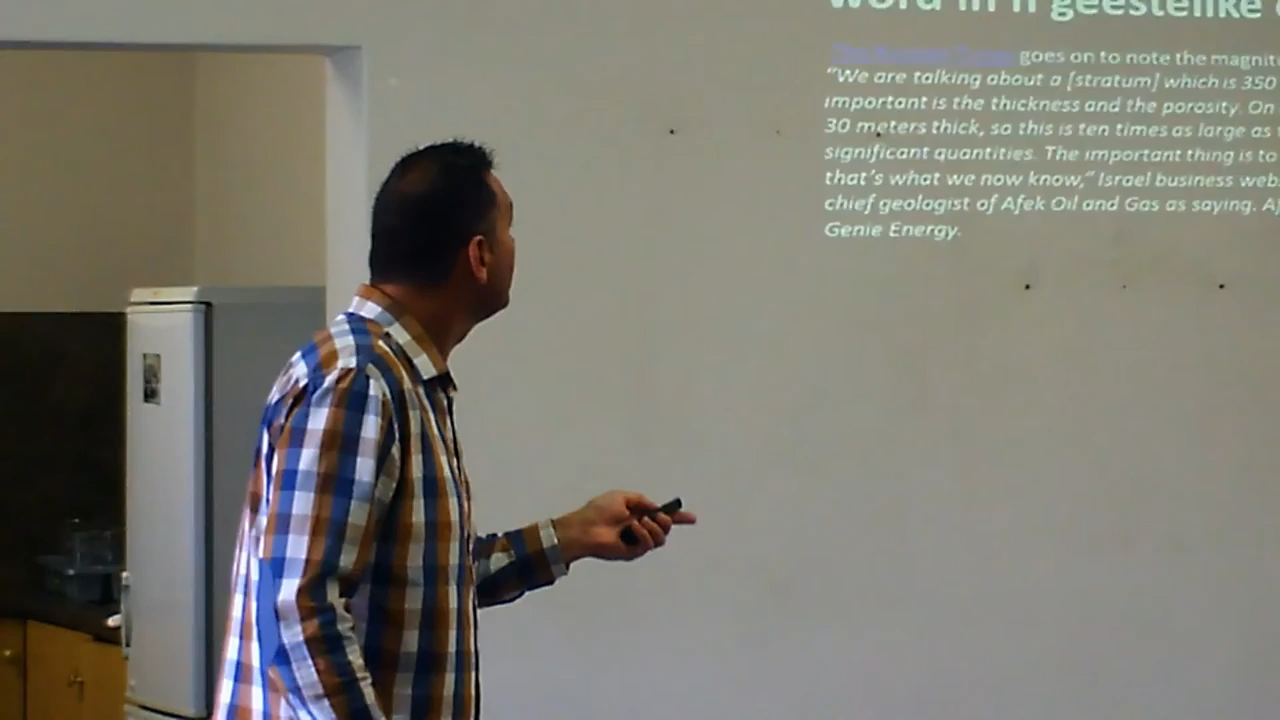 word in 'n geestelike
goes on to note the magnit
"We are talking about a [stratum] which is 350
important is the thickness and the porosity. On
30 meters thick, so this is ten times as large as
significant quantities. The important thing is to
that's what we now know," Israel business web
chief geologist of Afek Oil and Gas as saying. Af
Genie Energy.